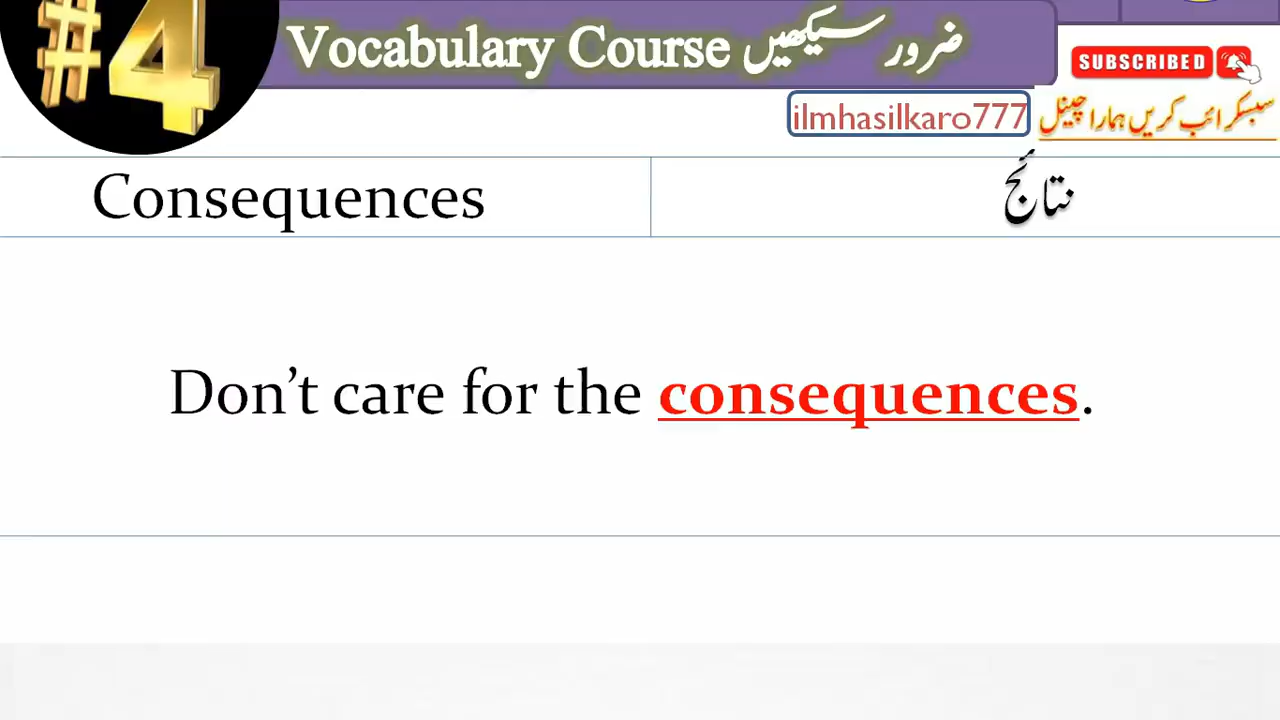 #4
Vocabulary Course ضرور سیکھیں
SUBSCRIBED
ilmhasilkaro777
سبسکرائب کریں ہمارا چینل
Consequences
نتائج
Don’t care for the consequences.